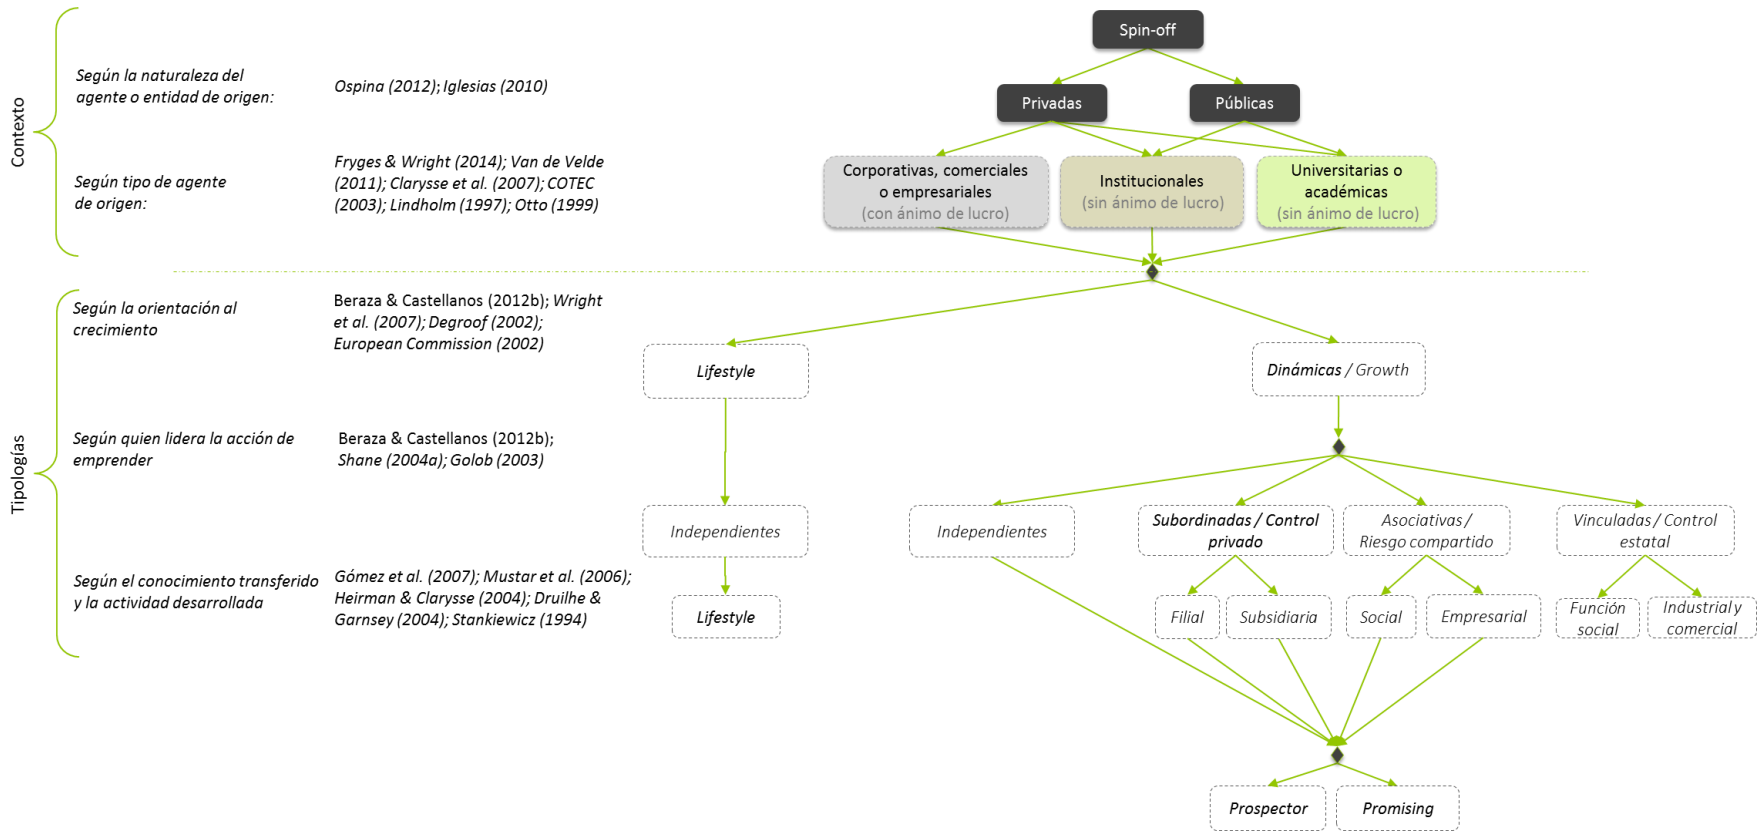 Spin-off
Contexto
Según la naturaleza del
agente o entidad de origen:
Ospina (2012); Iglesias (2010)
Privadas
Públicas
Según tipo de agente
de origen:
Fryges & Wright (2014); Van de Velde
(2011); Clarysse et al. (2007); COTEC
(2003); Lindholm (1997); Otto (1999)
Corporativas, comerciales
o empresariales
(con ánimo de lucro)
Institucionales
(sin ánimo de lucro)
Universitarias o
académicas
(sin ánimo de lucro)
Tipologías
Según la orientación al
crecimiento
Beraza & Castellanos (2012b); Wright
et al. (2007); Degroof (2002);
European Commission (2002)
Lifestyle
Dinámicas / Growth
Según quien lidera la acción de
emprender
Beraza & Castellanos (2012b);
Shane (2004a); Golob (2003)
Independientes
Independientes
Subordinadas / Control
privado
Asociativas /
Riesgo compartido
Vinculadas / Control
estatal
Según el conocimiento transferido
y la actividad desarrollada
Gómez et al. (2007); Mustar et al. (2006);
Heirman & Clarysse (2004); Druilhe &
Garnsey (2004); Stankiewicz (1994)
Lifestyle
Filial
Subsidiaria
Social
Empresarial
Función
social
Industrial y
comercial
Prospector
Promising